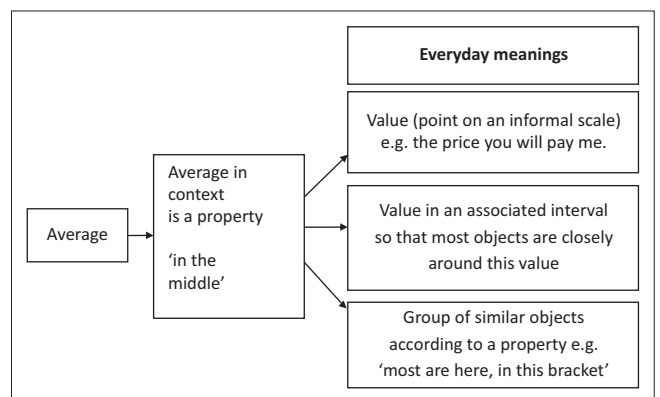 Everyday meanings
Value (point on an informal scale)
e.g. the price you will pay me.
Average in
context
is a property
‘in the
middle’
Average
Value in an associated interval
so that most objects are closely
around this value
Group of similar objects
according to a property e.g.
‘most are here, in this bracket’